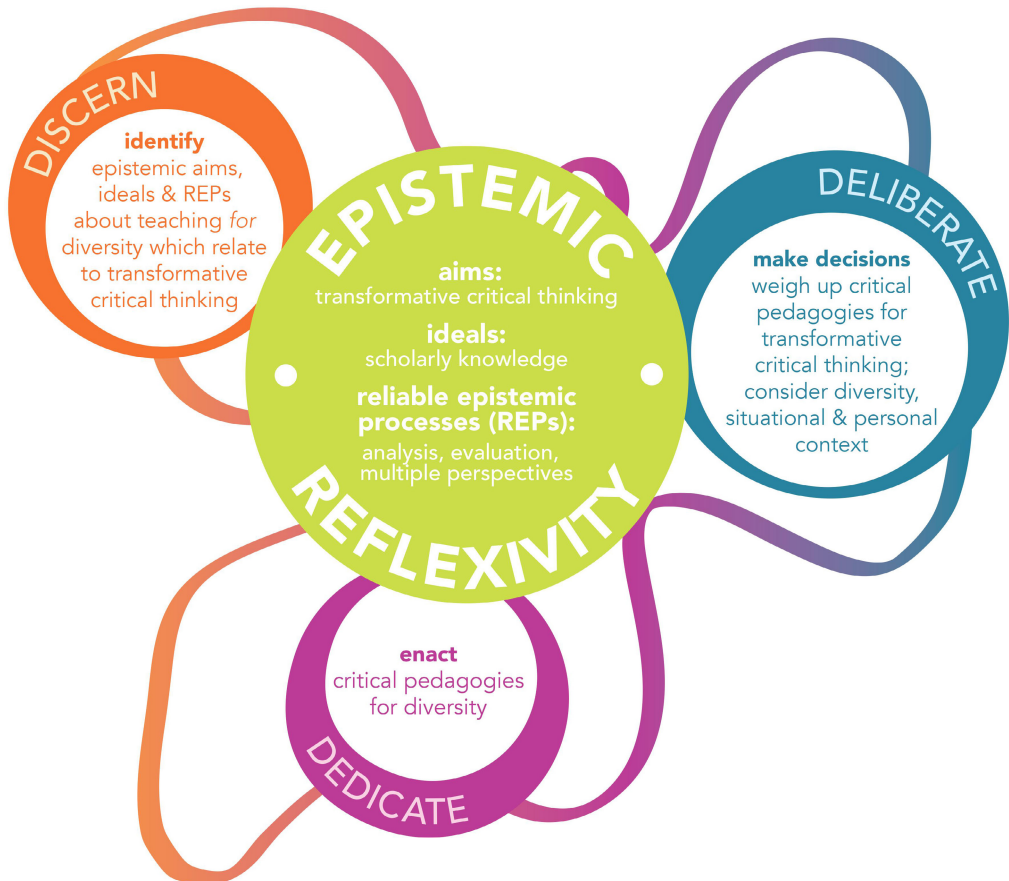 DISCERN
identify
epistemic aims,
ideals & REPs
about teaching for
diversity which relate
to transformative
critical thinking
EPISTEMIC
aims:
transformative critical thinking
ideals:
scholarly knowledge
reliable epistemic
processes (REPs):
analysis, evaluation,
multiple perspectives
REFLEXIVITY
DELIBERATE
make decisions
weigh up critical
pedagogies for
transformative
critical thinking;
consider diversity,
situational & personal
context
enact
critical pedagogies
for diversity
DEDICATE